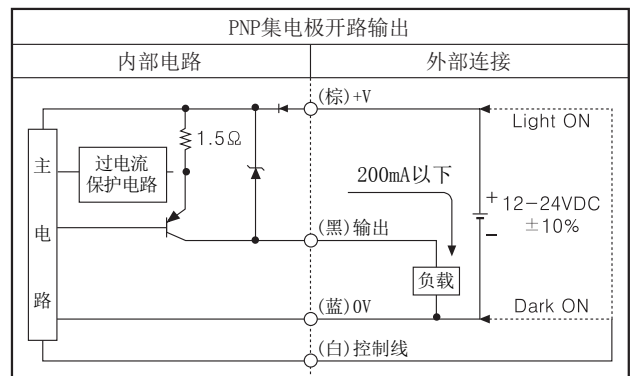 PNP集电极开路输出
内部电路
外部连接
(棕)+V
Light ON
1.5Ω
主电路
过电流
保护电路
200mA以下
+
12-24VDC
±10%
-
(黑)输出
负载
(蓝)0V
Dark ON
(白)控制线